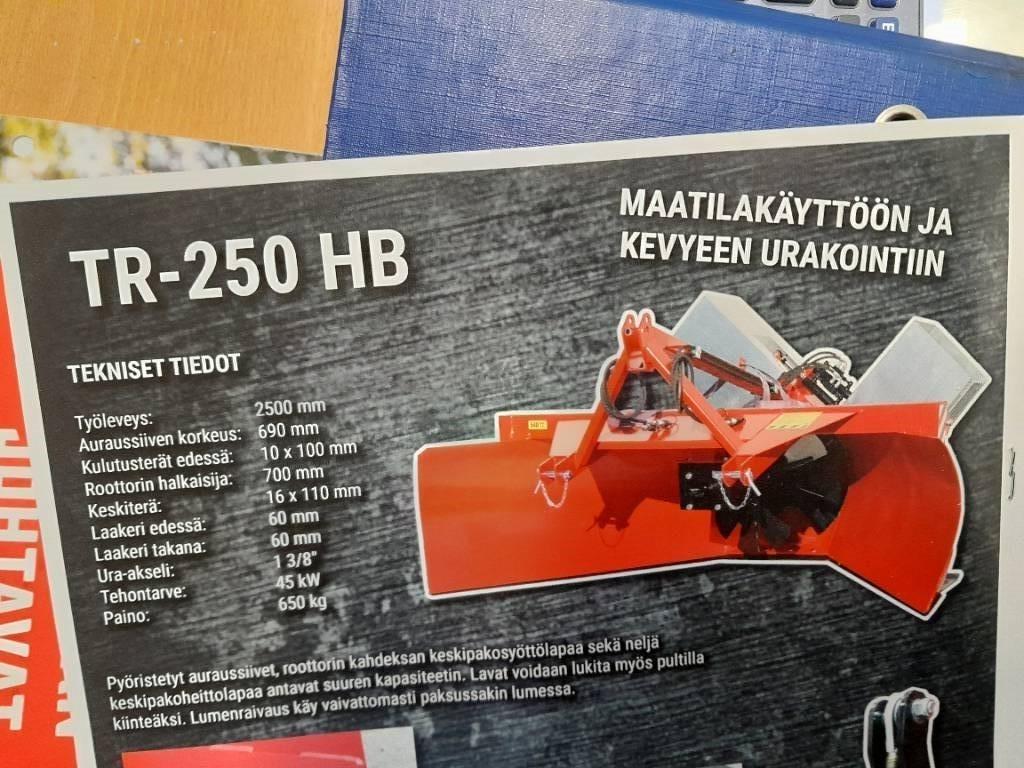 TR-250 HB
MAATILAKÄYTTÖÖN JA
KEVYEEN URAKOINTIIN
TEKNISET TIEDOT
Työleveys: 2500 mm
Auraussiiven korkeus: 690 mm
Kulutusterät edessä: 10 x 100 mm
Roottorin halkaisija: 700 mm
Keskiterä: 16 x 110 mm
Laakeri edessä: 60 mm
Laakeri takana: 60 mm
Ura-akseli: 1 3/8"
Tehontarve: 45 kW
Paino: 650 kg
Pyöristetyt auraussiivet, roottorin kahdeksan keskipakosyöttölapaa sekä neljä
keskipakoheittolapaa antavat suuren kapasiteetin. Lavat voidaan lukita myös pultilla
kiinteäksi. Lumenraivaus käy vaivattomasti paksussakin lumessa.